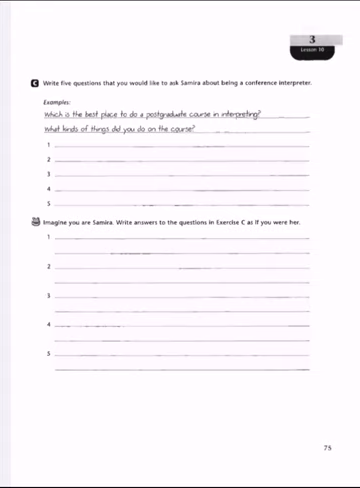 3
Lesson 10
C Write five questions that you would like to ask Samira about being a conference interpreter.
Examples:
Which is the best place to do a postgraduate course in interpreting?
What kinds of things did you do on the course?
1
2
3
4
5
Imagine you are Samira. Write answers to the questions in Exercise C as if you were her.
1
2
3
4
5
75